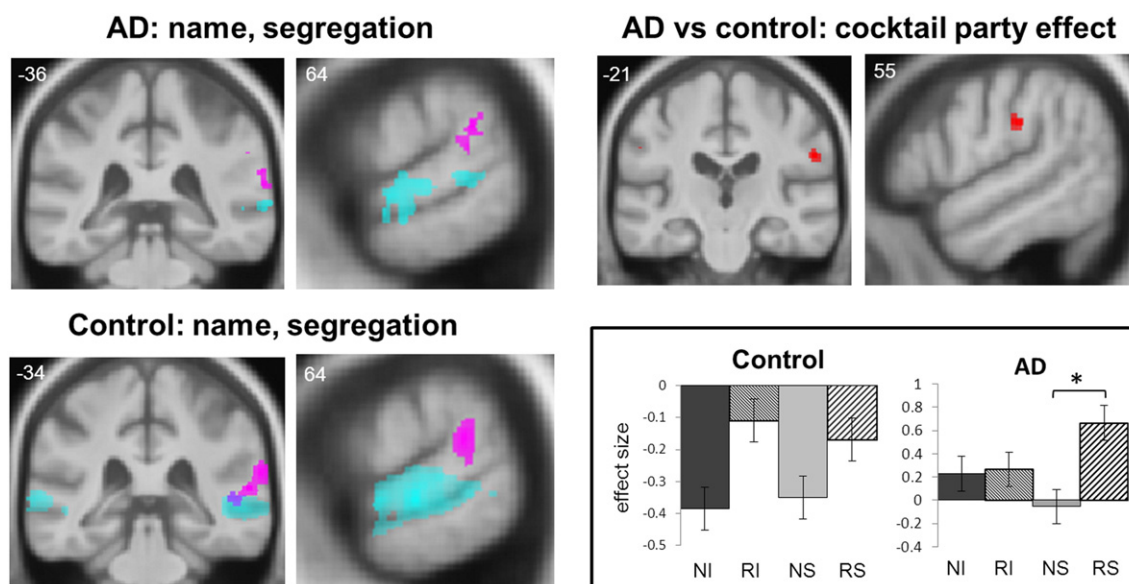 AD: name, segregation
-36
64
AD vs control: cocktail party effect
-21
55
Control: name, segregation
-34
64
Control
effect size
0
-0.1
-0.2
-0.3
-0.4
-0.5
NI RI NS RS
AD
*
1
0.8
0.6
0.4
0.2
0
-0.2
0.4
NI RI NS RS